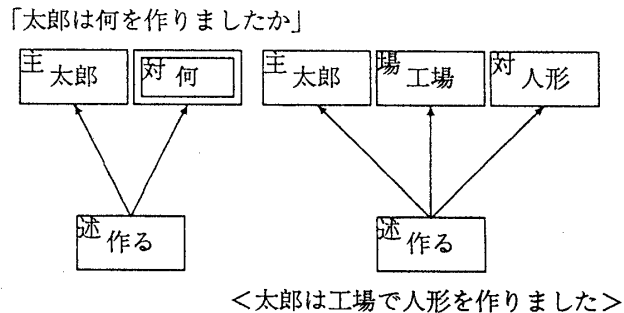 「太郎は何を作りましたか」
主 太郎 対 何 主 太郎 場 工場 対 人形
述 作る 述 作る
<太郎は工場で人形を作りました>